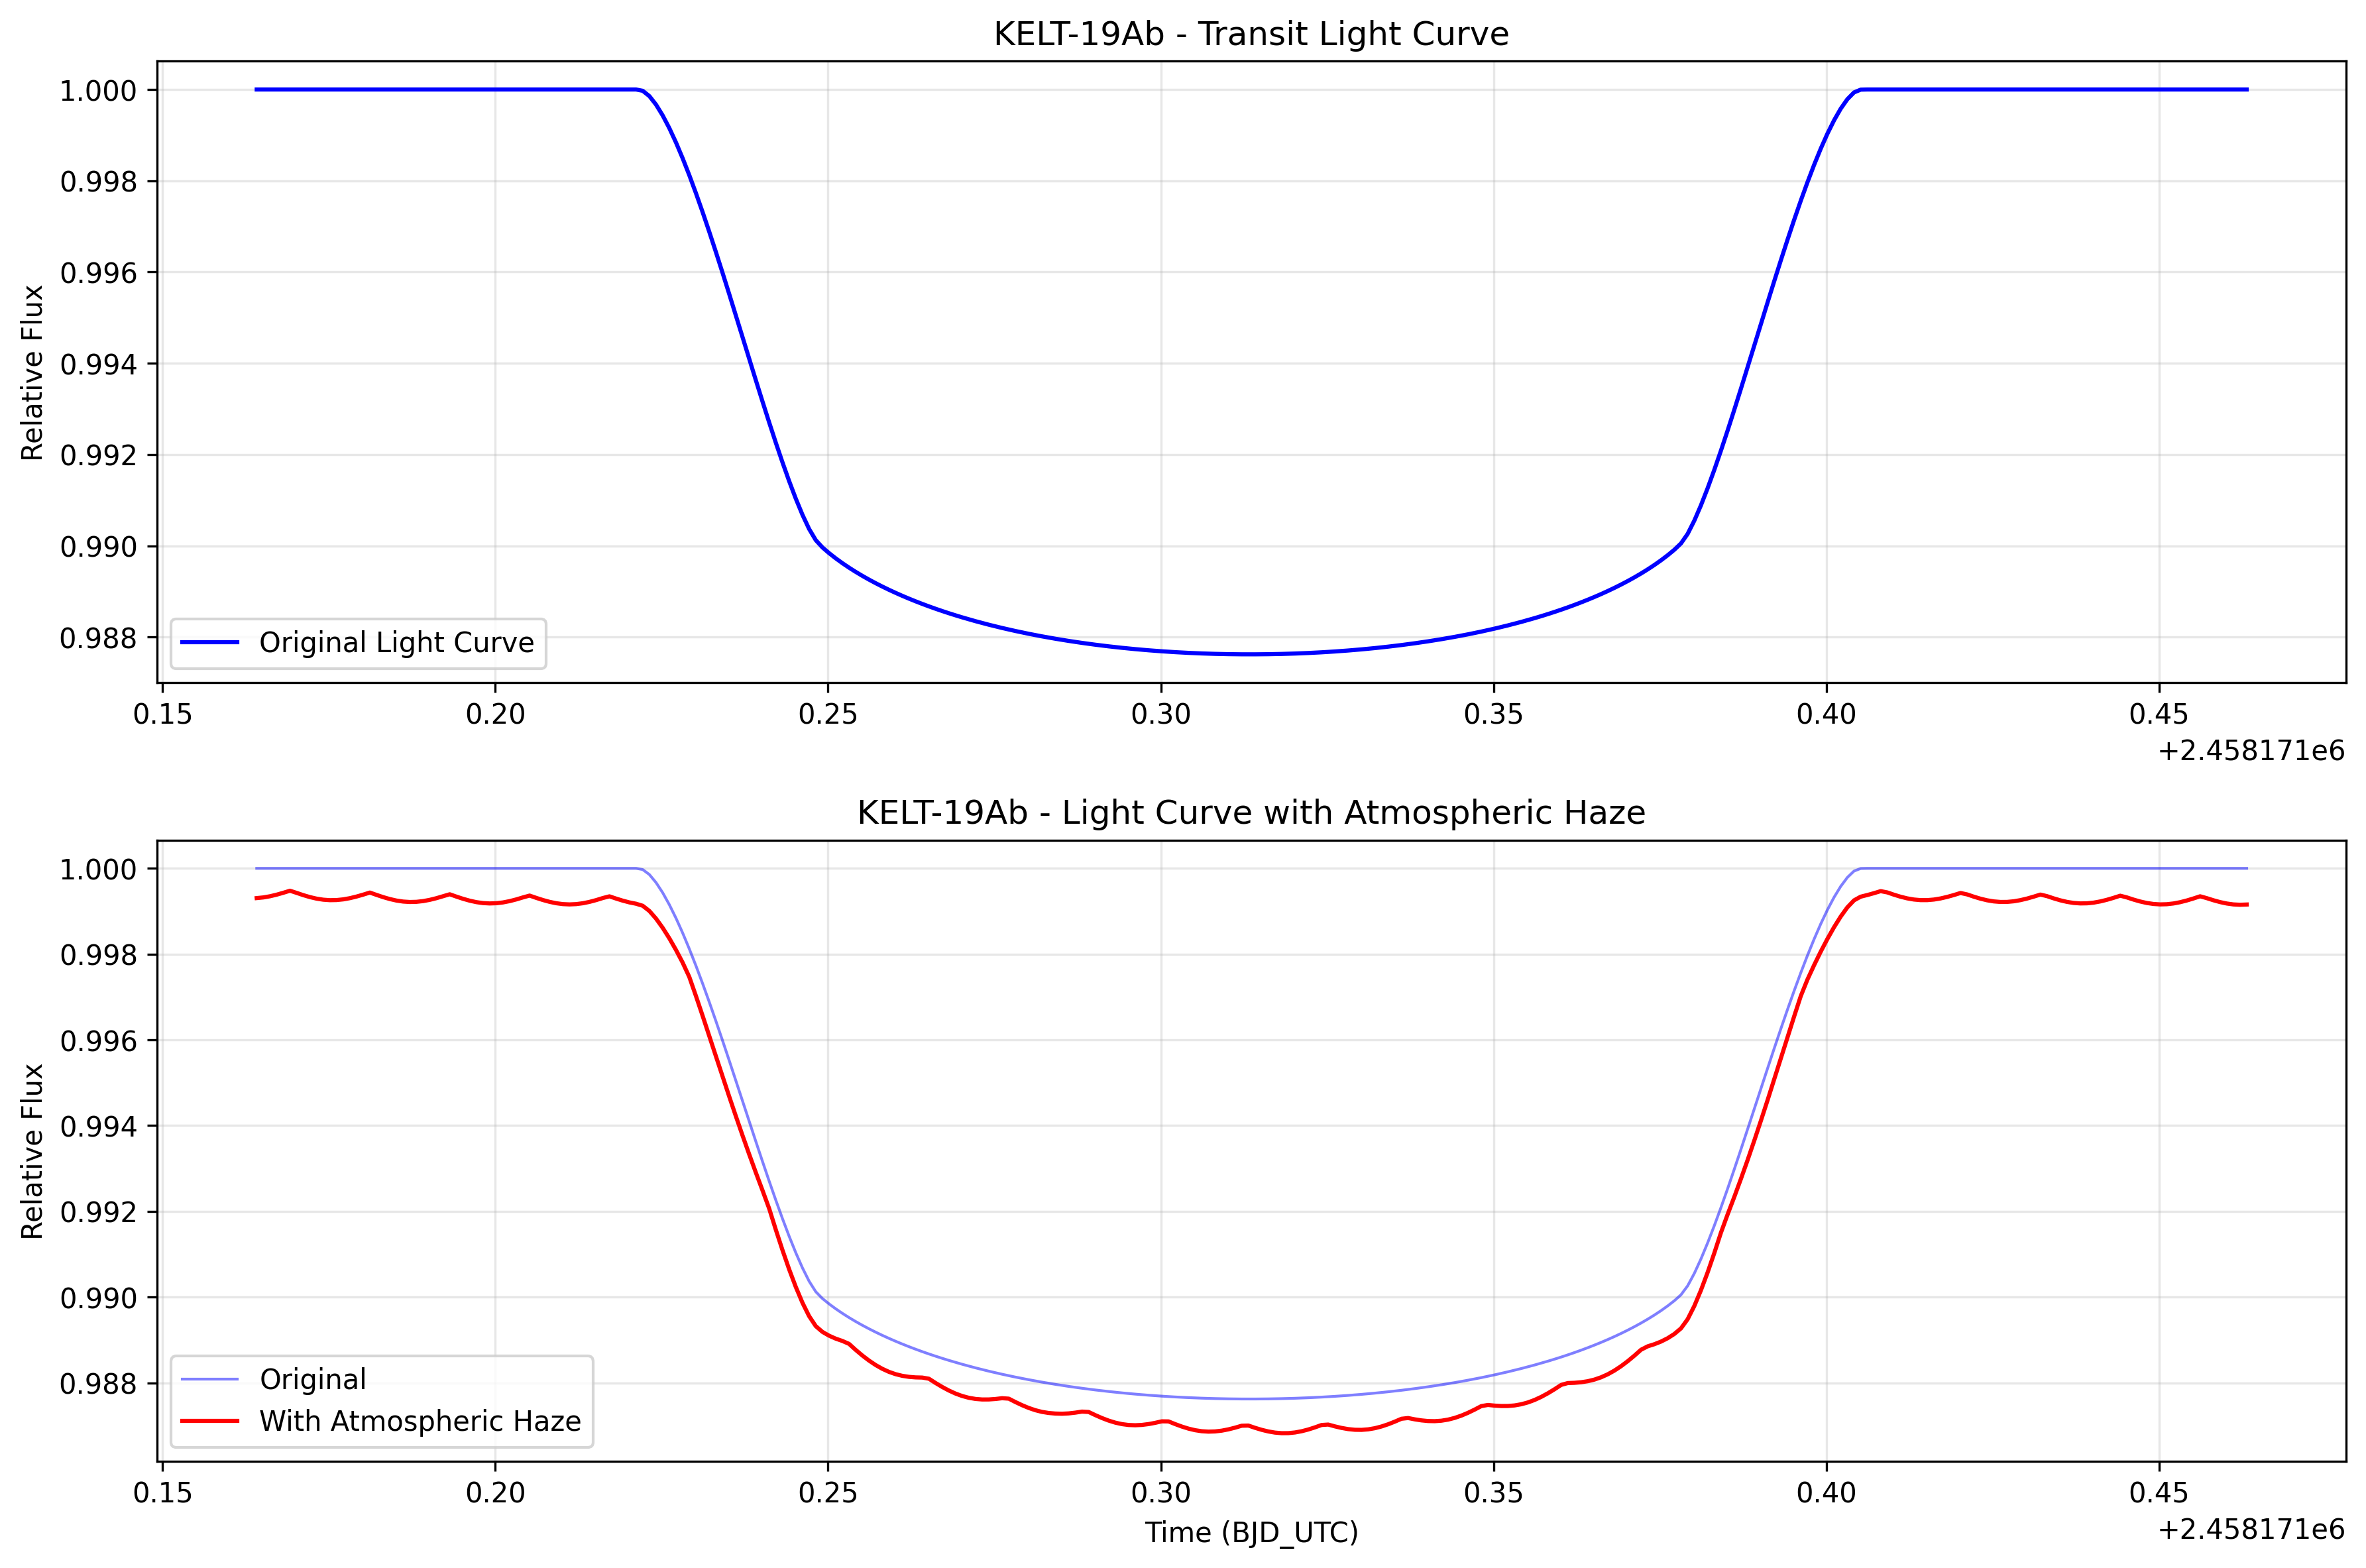 KELT-19Ab - Transit Light Curve
Relative Flux
1.000
0.998
0.996
0.994
0.992
0.990
0.988
Original Light Curve
0.15 0.20 0.25 0.30 0.35 0.40 0.45
+2.458171e6
KELT-19Ab - Light Curve with Atmospheric Haze
Relative Flux
1.000
0.998
0.996
0.994
0.992
0.990
0.988
Original
With Atmospheric Haze
0.15 0.20 0.25 0.30 0.35 0.40 0.45
+2.458171e6
Time (BJD_UTC)